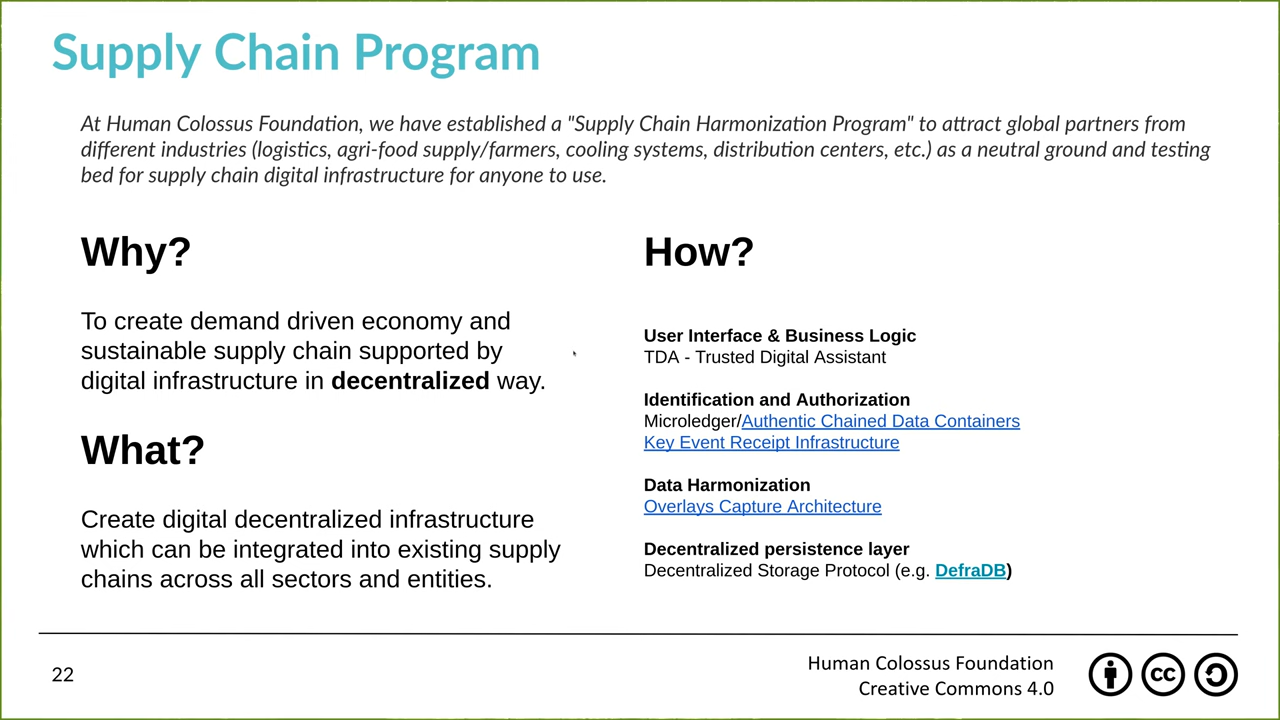 Supply Chain Program
At Human Colossus Foundation, we have established a "Supply Chain Harmonization Program" to attract global partners from
different industries (logistics, agri-food supply/farmers, cooling systems, distribution centers, etc.) as a neutral ground and testing
bed for supply chain digital infrastructure for anyone to use.
Why?
To create demand driven economy and
sustainable supply chain supported by
digital infrastructure in decentralized way.
What?
Create digital decentralized infrastructure
which can be integrated into existing supply
chains across all sectors and entities.
How?
User Interface & Business Logic
TDA - Trusted Digital Assistant
Identification and Authorization
Microledger/Authentic Chained Data Containers
Key Event Receipt Infrastructure
Data Harmonization
Overlays Capture Architecture
Decentralized persistence layer
Decentralized Storage Protocol (e.g. DefraDB)
22
Human Colossus Foundation
Creative Commons 4.0
cc